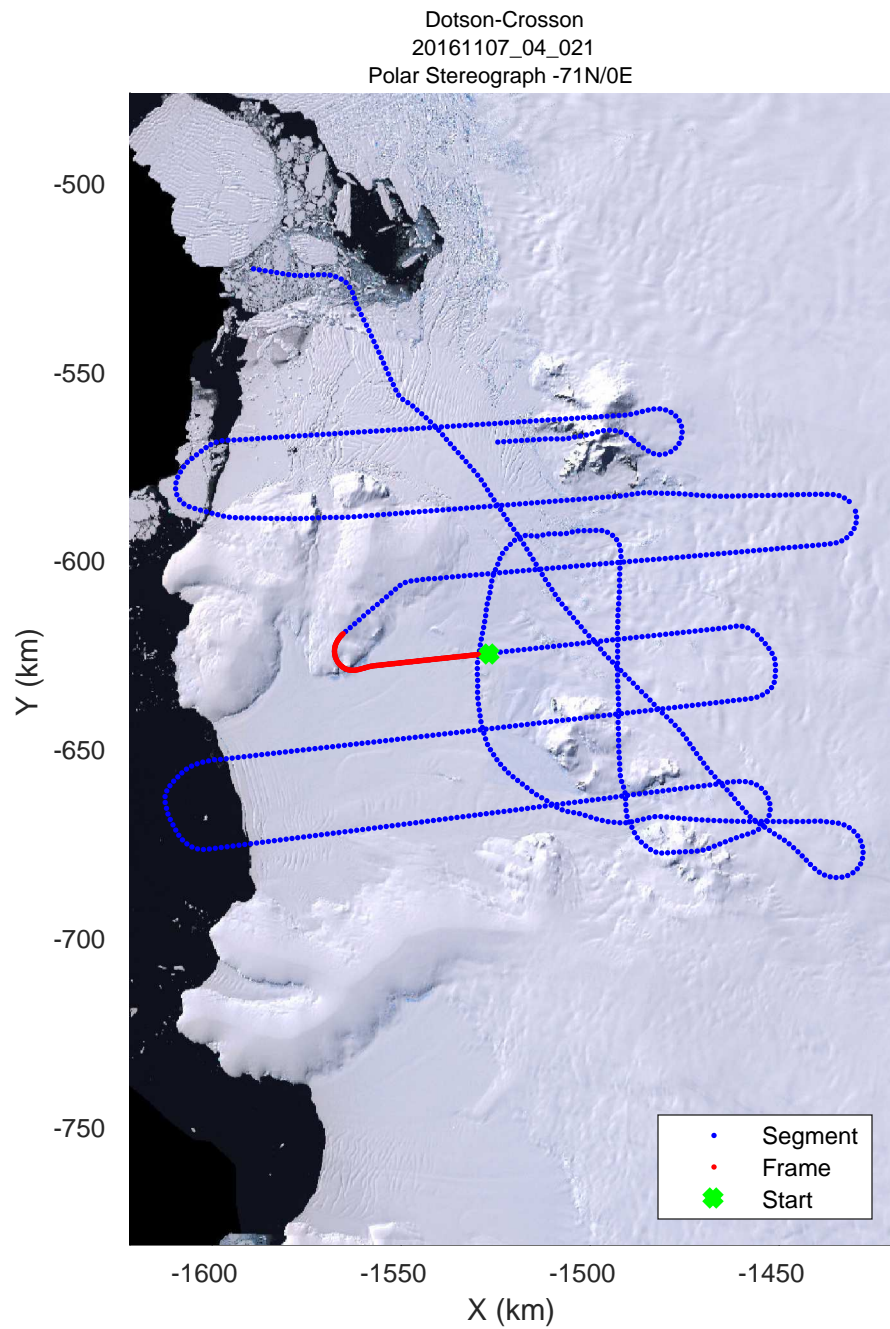 Dotson-Crosson
20161107_04_021
Polar Stereograph -71N/0E
-500
-550
-600
-650
-700
-750
Y (km)
-1600
-1550
-1500
-1450
X (km)
Segment
Frame
Start